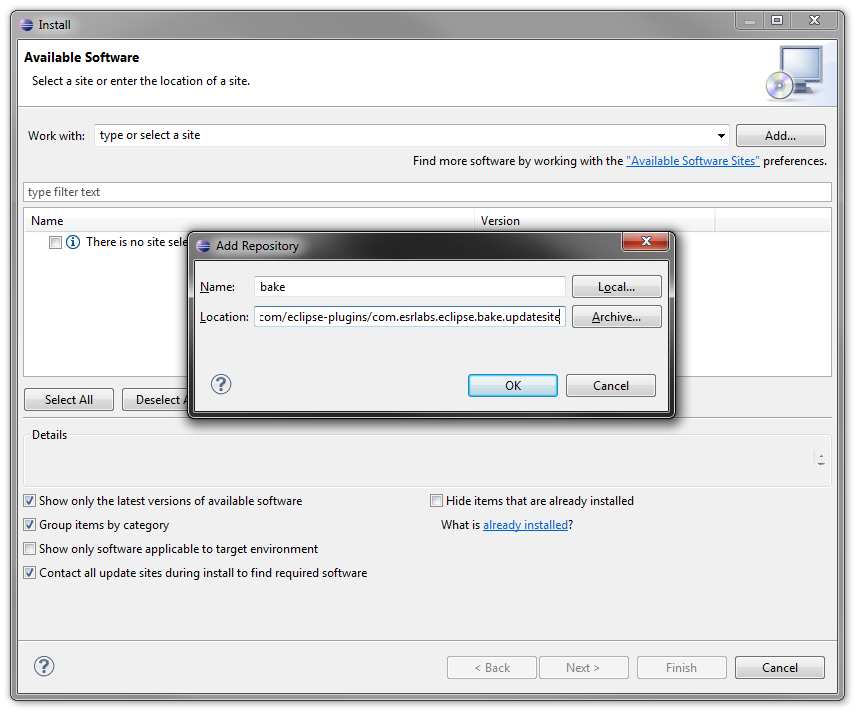 Install
Available Software
Select a site or enter the location of a site.
Work with: type or select a site Add...
Find more software by working with the "Available Software Sites" preferences.
type filter text
Name Version
There is no site sele
Add Repository
Name: bake Local...
Location: com/eclipse-plugins/com.esrlabs.eclipse.bake.updatesite Archive...
? OK Cancel
Select All Deselect A
Details
Show only the latest versions of available software Hide items that are already installed
Group items by category What is already installed?
Show only software applicable to target environment
Contact all update sites during install to find required software
? < Back Next > Finish Cancel